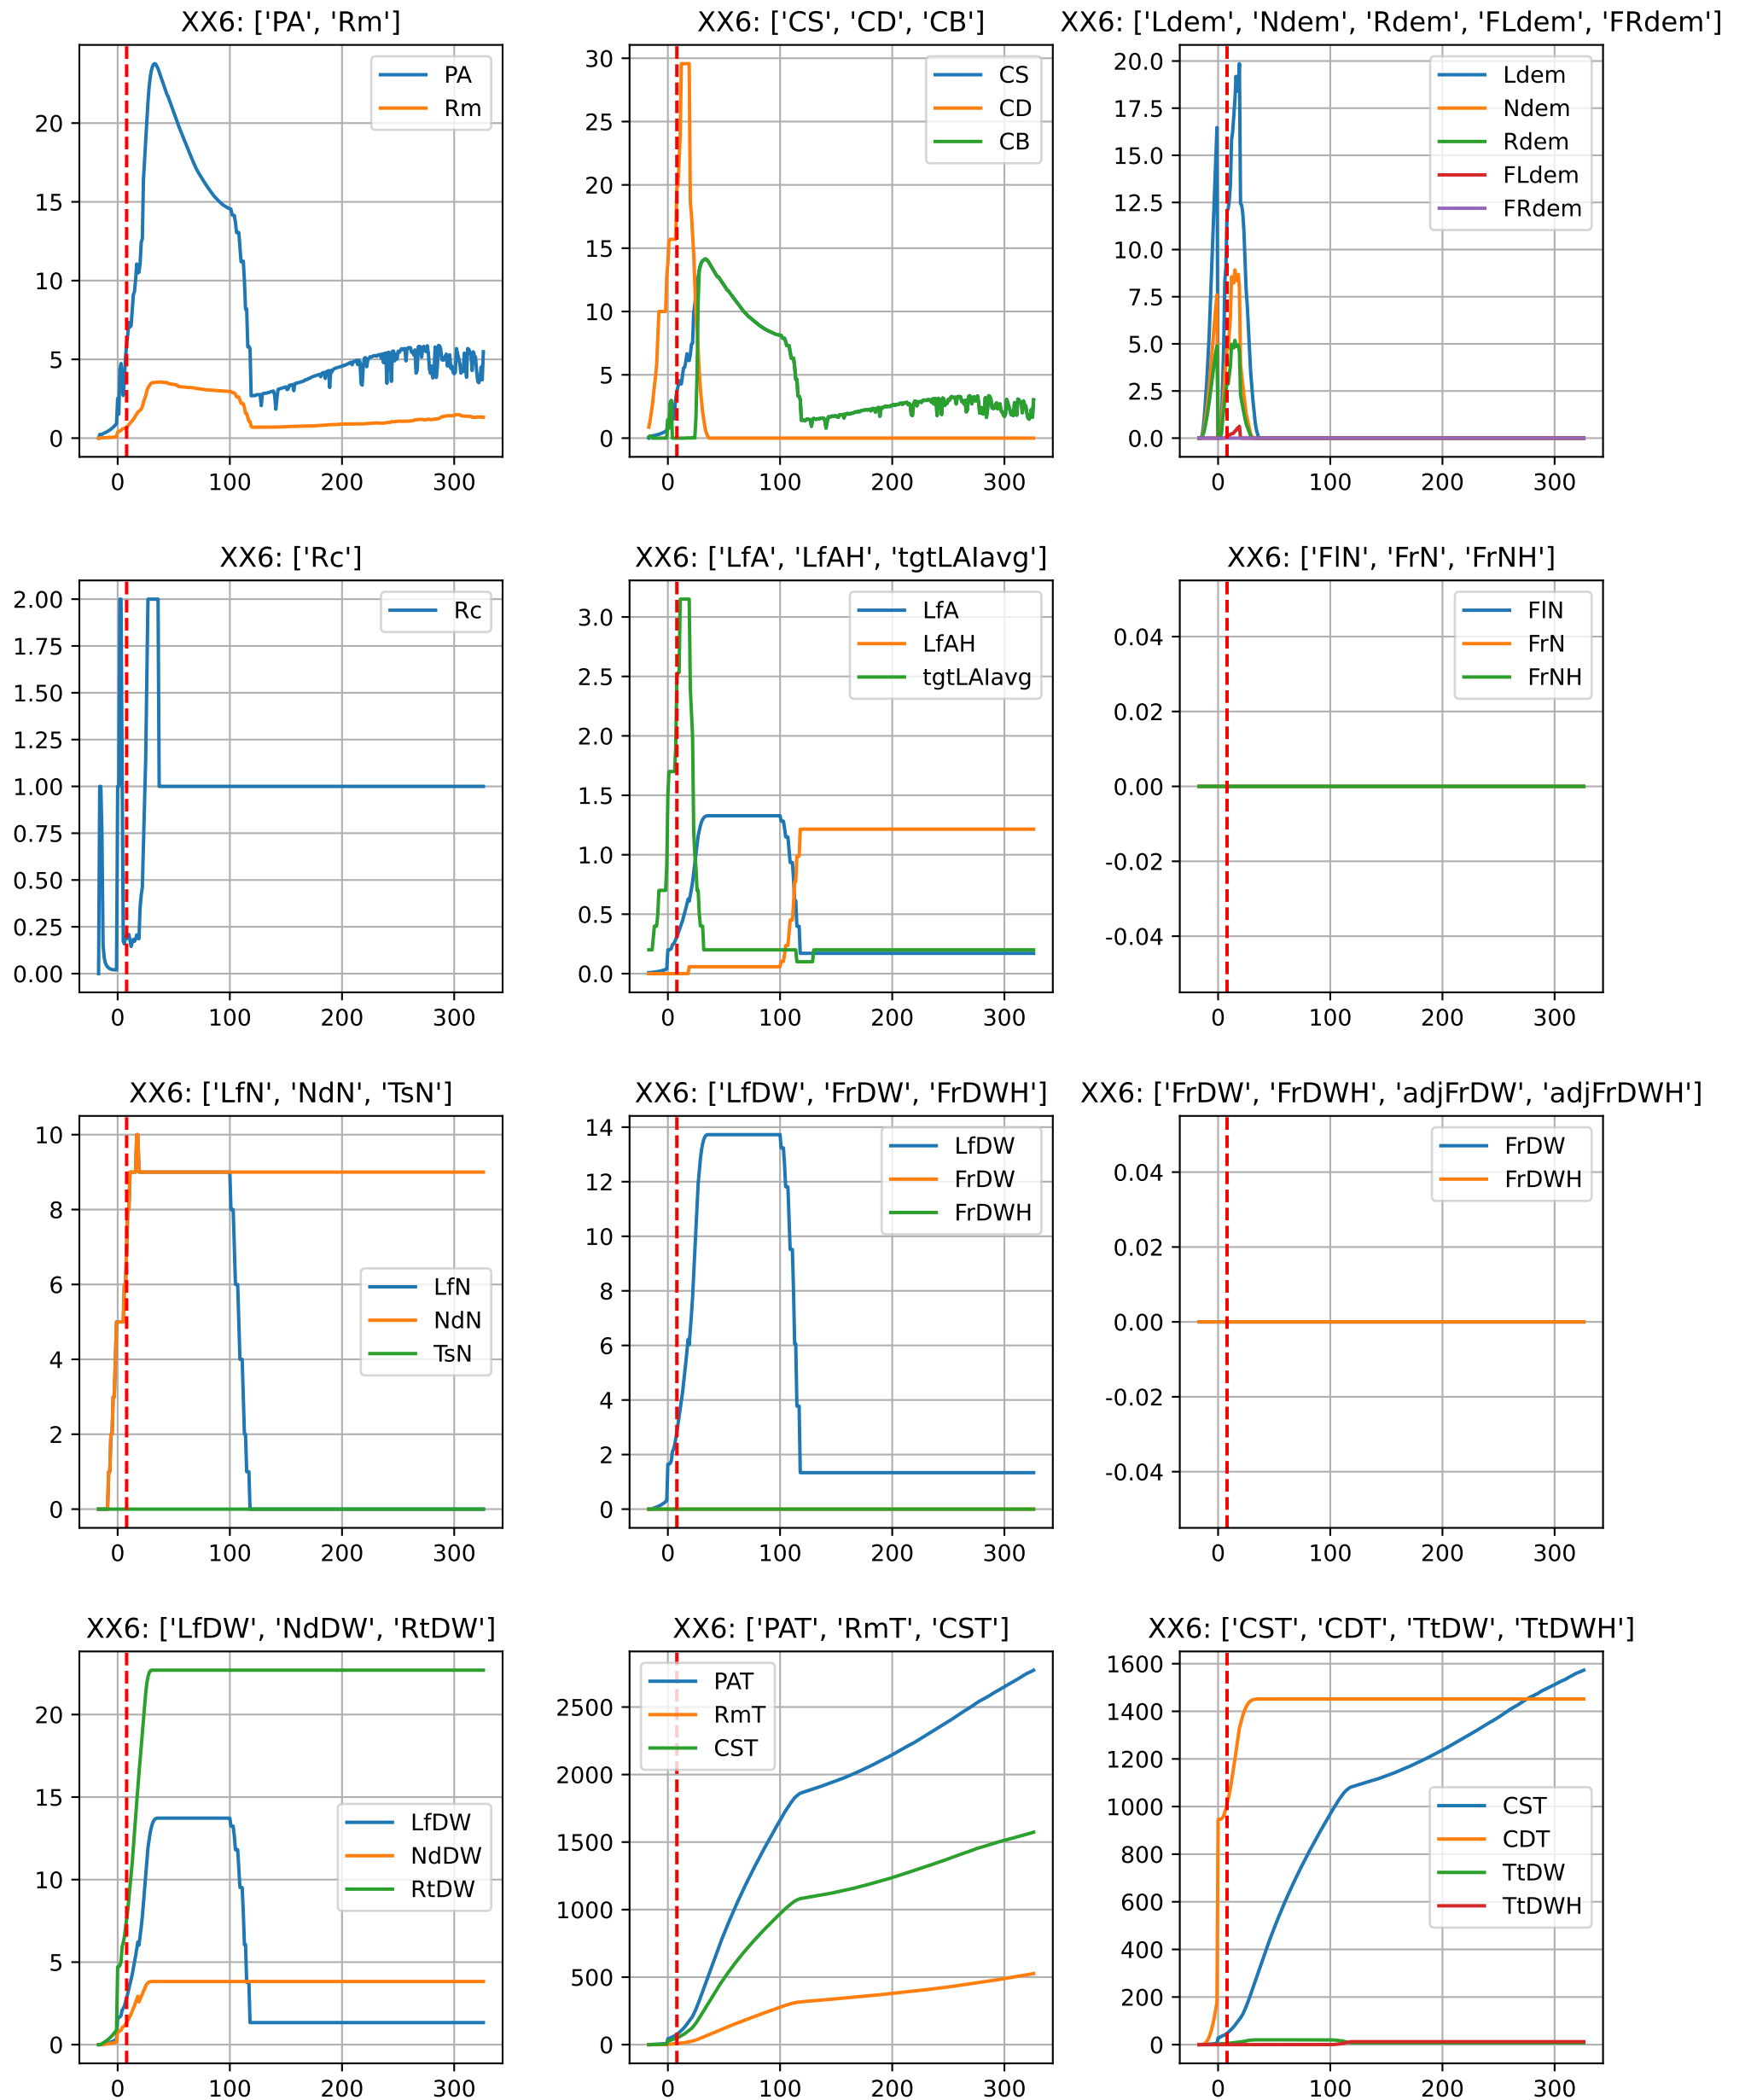 XX6: ['PA', 'Rm']
PA
Rm
20
15
10
5
0
0 100 200 300
XX6: ['CS', 'CD', 'CB']
CS
CD
CB
30
25
20
15
10
5
0
0 100 200 300
XX6: ['Ldem', 'Ndem', 'Rdem', 'FLdem', 'FRdem']
Ldem
Ndem
Rdem
FLdem
FRdem
20.0
17.5
15.0
12.5
10.0
7.5
5.0
2.5
0.0
0 100 200 300
XX6: ['Rc']
Rc
2.00
1.75
1.50
1.25
1.00
0.75
0.50
0.25
0.00
0 100 200 300
XX6: ['LfA', 'LfAH', 'tgtLAIavg']
LfA
LfAH
tgtLAIavg
3.0
2.5
2.0
1.5
1.0
0.5
0.0
0 100 200 300
XX6: ['FlN', 'FrN', 'FrNH']
FlN
FrN
FrNH
0.04
0.02
0.00
-0.02
-0.04
0 100 200 300
XX6: ['LfN', 'NdN', 'TsN']
LfN
NdN
TsN
10
8
6
4
2
0
0 100 200 300
XX6: ['LfDW', 'FrDW', 'FrDWH']
LfDW
FrDW
FrDWH
14
12
10
8
6
4
2
0
0 100 200 300
XX6: ['FrDW', 'FrDWH', 'adjFrDW', 'adjFrDWH']
FrDW
FrDWH
0.04
0.02
0.00
-0.02
-0.04
0 100 200 300
XX6: ['LfDW', 'NdDW', 'RtDW']
LfDW
NdDW
RtDW
20
15
10
5
0
0 100 200 300
XX6: ['PAT', 'RmT', 'CST']
PAT
RmT
CST
2500
2000
1500
1000
500
0
0 100 200 300
XX6: ['CST', 'CDT', 'TtDW', 'TtDWH']
CST
CDT
TtDW
TtDWH
1600
1400
1200
1000
800
600
400
200
0
0 100 200 300